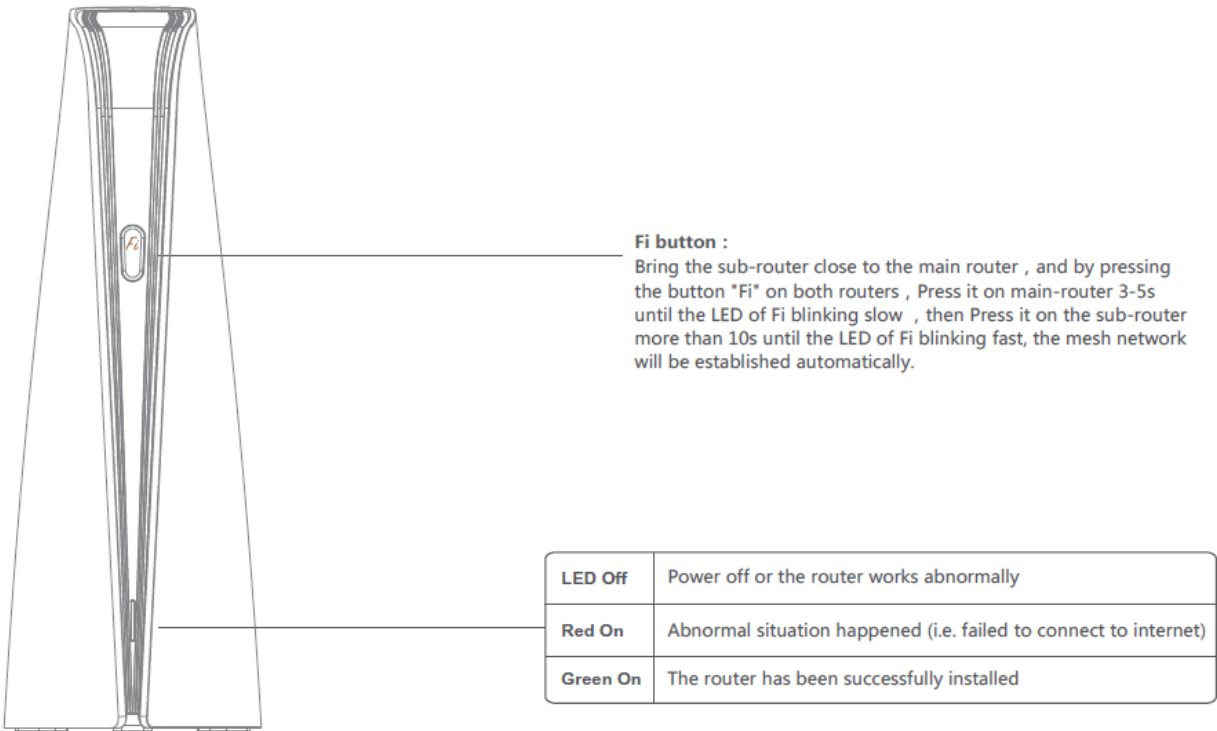 Fi
Fi button :
Bring the sub-router close to the main router , and by pressing
the button "Fi" on both routers , Press it on main-router 3-5s
until the LED of Fi blinking slow , then Press it on the sub-router
more than 10s until the LED of Fi blinking fast, the mesh network
will be established automatically.
LED Off Power off or the router works abnormally
Red On Abnormal situation happened (i.e. failed to connect to internet)
Green On The router has been successfully installed